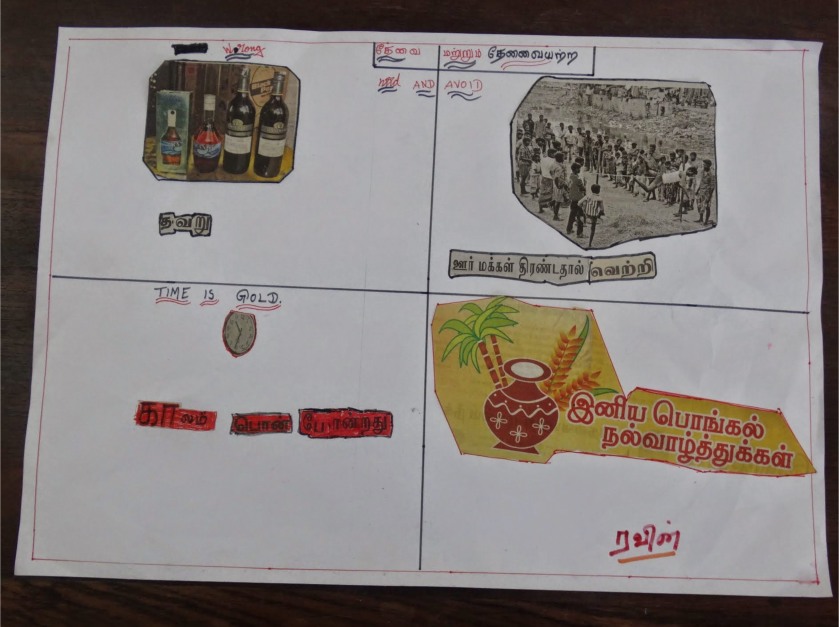 wrong
தேவை மற்றும் தேவையற்ற
need AND AVOID
தவறு
ஊர் மக்கள் திரண்டதால் வெற்றி
TIME IS GOLD.
காலம் பொன் போன்றது
இனிய பொங்கல்
நல்வாழ்த்துக்கள்
ரவின்